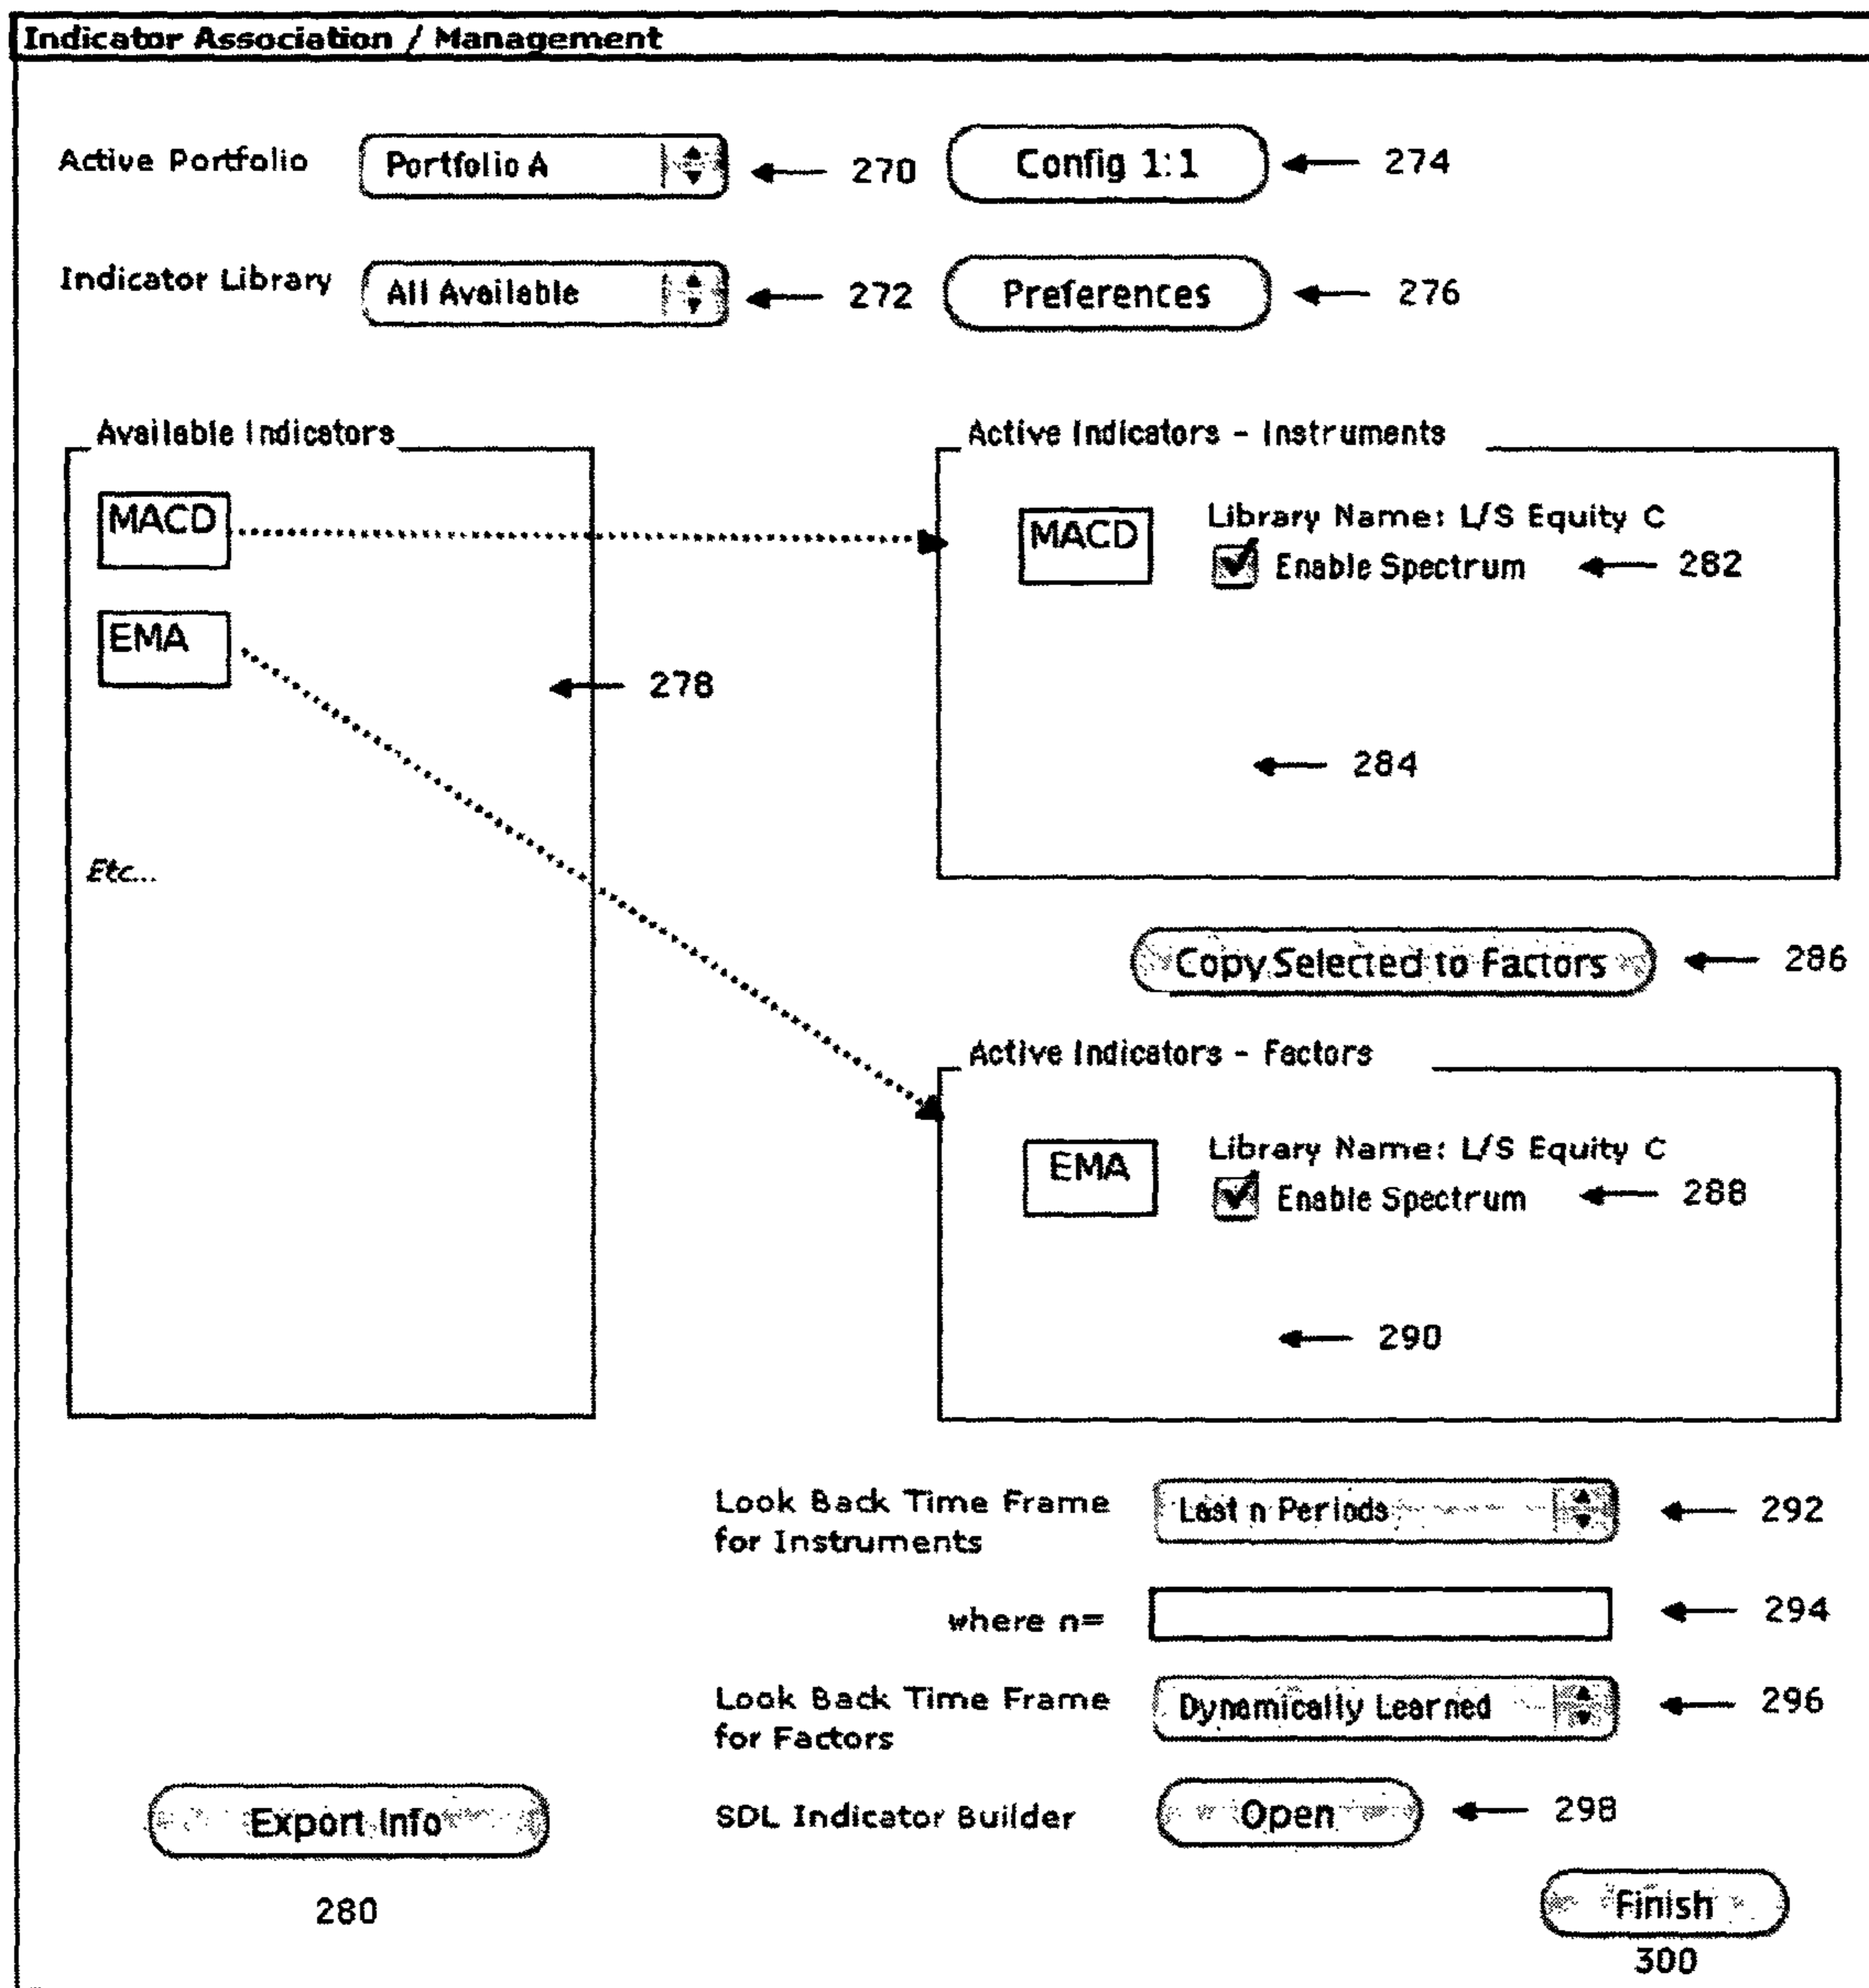 Indicator Association / Management
Active Portfolio Portfolio A 270 Config 1:1 274
Indicator Library All Available 272 Preferences 276
Available Indicators
MACD
EMA
278
Etc...
Active Indicators - Instruments
MACD Library Name: L/S Equity C
Enable Spectrum 282
284
Copy Selected to Factors 286
Active Indicators - Factors
EMA Library Name: L/S Equity C
Enable Spectrum 288
290
Look Back Time Frame
for Instruments
Last n Periods 292
where n= 294
Look Back Time Frame
for Factors
Dynamically Learned 296
Export Info
280
SDL Indicator Builder Open 298
Finish
300